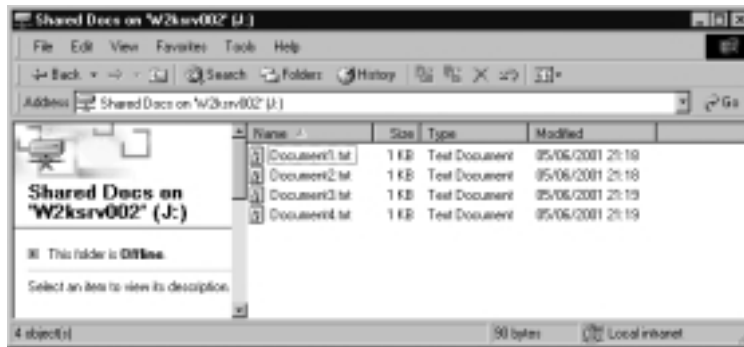 Shared Docs on 'W2ksrv002' (J:)
File Edit View Favorites Tools Help
Back Search Folders History
Address Shared Docs on 'W2ksrv002' (J:) Go
Name Size Type Modified
Document1.txt 1 KB Text Document 05/06/2001 21:18
Document2.txt 1 KB Text Document 05/06/2001 21:18
Document3.txt 1 KB Text Document 05/06/2001 21:19
Document4.txt 1 KB Text Document 05/06/2001 21:19
Shared Docs on
'W2ksrv002' (J:)
This folder is Offline.
Select an item to view its description.
4 object(s) 90 bytes Local intranet